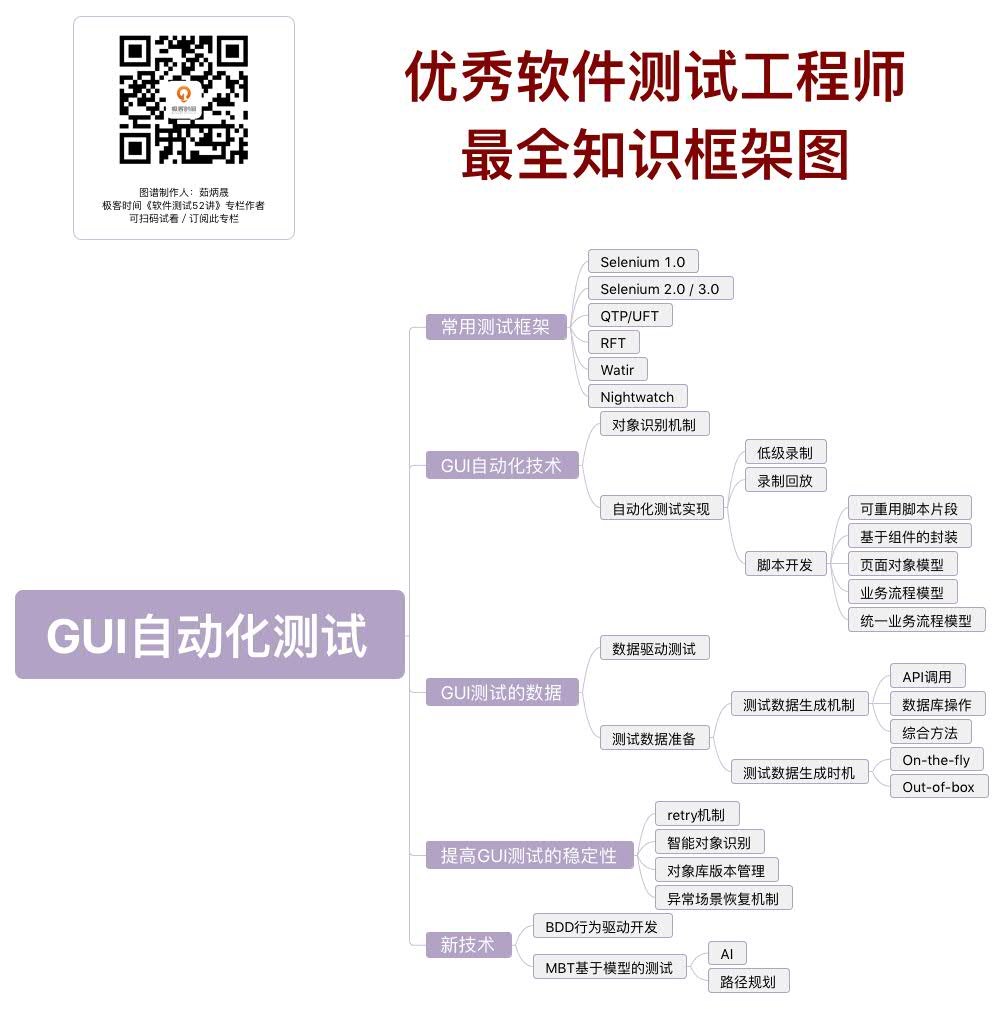 极客时间
图谱制作人：茹炳晟
极客时间《软件测试52讲》专栏作者
可扫码试看 / 订阅此专栏
优秀软件测试工程师
最全知识框架图
GUI自动化测试
常用测试框架
Selenium 1.0
Selenium 2.0 / 3.0
QTP/UFT
RFT
Watir
Nightwatch
GUI自动化技术
对象识别机制
自动化测试实现
低级录制
录制回放
脚本开发
可重用脚本片段
基于组件的封装
页面对象模型
业务流程模型
统一业务流程模型
GUI测试的数据
数据驱动测试
测试数据准备
测试数据生成机制
API调用
数据库操作
综合方法
测试数据生成时机
On-the-fly
Out-of-box
提高GUI测试的稳定性
retry机制
智能对象识别
对象库版本管理
异常场景恢复机制
新技术
BDD行为驱动开发
MBT基于模型的测试
AI
路径规划